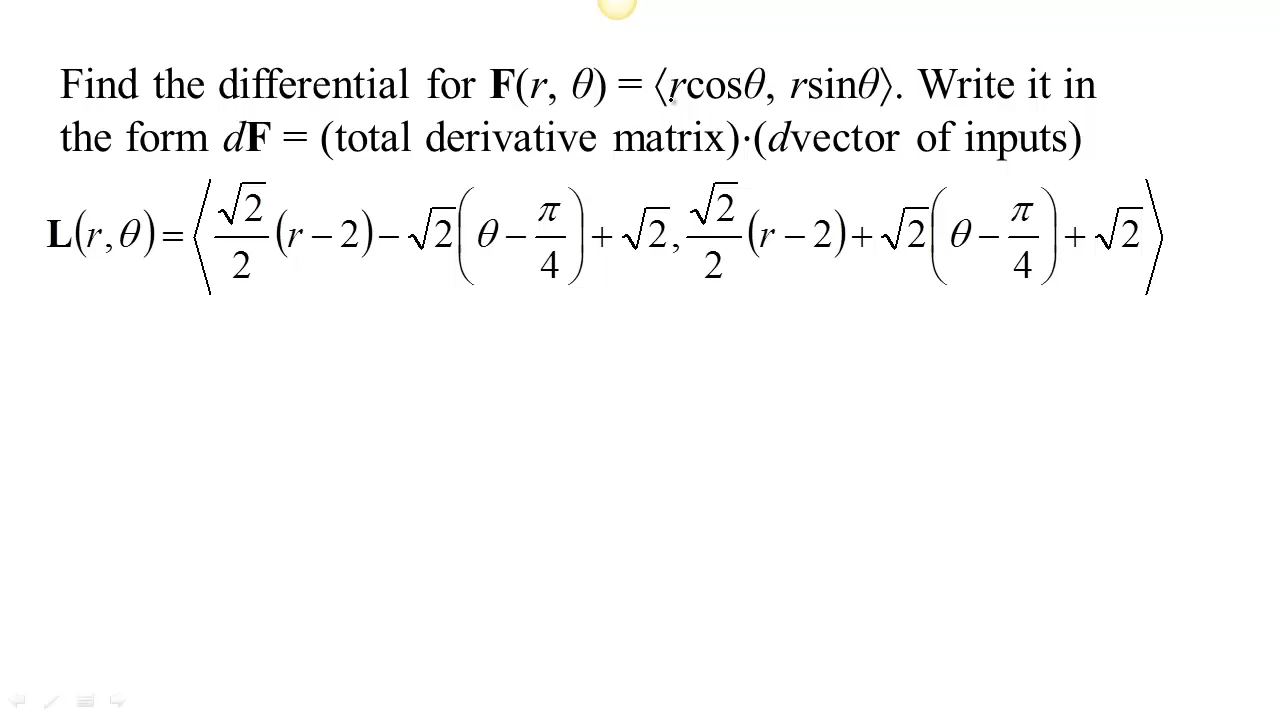 Find the differential for F(r, θ) = ⟨rcosθ, rsinθ⟩. Write it in
the form dF = (total derivative matrix)·(dvector of inputs)
L(r,θ) = ⟨ √2/2 (r − 2) − √2 (θ − π/4) + √2, √2/2 (r − 2) + √2 (θ − π/4) + √2 ⟩